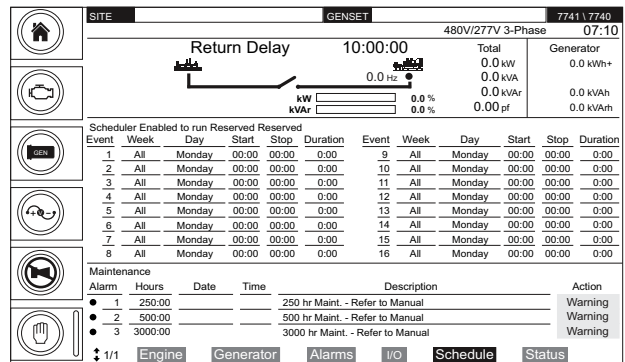 SITE GENSET 7741 \ 7740
480V/277V 3-Phase 07:10
Return Delay 10:00:00 Total Generator
0.0 kW 0.0 kWh+
0.0 Hz 0.0 kVA
0.0 kVAr 0.0 kVAh
kW 0.0 %
0.00 pf 0.0 kVArh
kVAr 0.0 %
Scheduler Enabled to run Reserved Reserved
Event Week Day Start Stop Duration Event Week Day Start Stop Duration
1 All Monday 00:00 00:00 0:00 9 All Monday 00:00 00:00 0:00
2 All Monday 00:00 00:00 0:00 10 All Monday 00:00 00:00 0:00
3 All Monday 00:00 00:00 0:00 11 All Monday 00:00 00:00 0:00
4 All Monday 00:00 00:00 0:00 12 All Monday 00:00 00:00 0:00
5 All Monday 00:00 00:00 0:00 13 All Monday 00:00 00:00 0:00
6 All Monday 00:00 00:00 0:00 14 All Monday 00:00 00:00 0:00
7 All Monday 00:00 00:00 0:00 15 All Monday 00:00 00:00 0:00
8 All Monday 00:00 00:00 0:00 16 All Monday 00:00 00:00 0:00
GEN
Maintenance
Alarm Hours Date Time Description Action
1 250:00 250 hr Maint. - Refer to Manual Warning
2 500:00 500 hr Maint. - Refer to Manual Warning
3 3000:00 3000 hr Maint. - Refer to Manual Warning
1/1 Engine Generator Alarms I/O Schedule Status